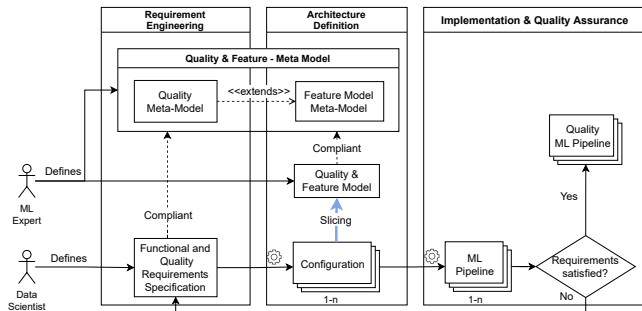 Requirement
Engineering
Architecture
Definition
Implementation & Quality Assurance
Quality & Feature - Meta Model
Quality
Meta-Model
<<extends>>
Feature Model
Meta-Model
Quality
ML Pipeline
Compliant
Defines
ML
Expert
Quality &
Feature Model
Yes
Compliant
Slicing
Defines
Data
Scientist
Functional and
Quality
Requirements
Specification
Configuration
1-n
ML
Pipeline
1-n
Requirements
satisfied?
No